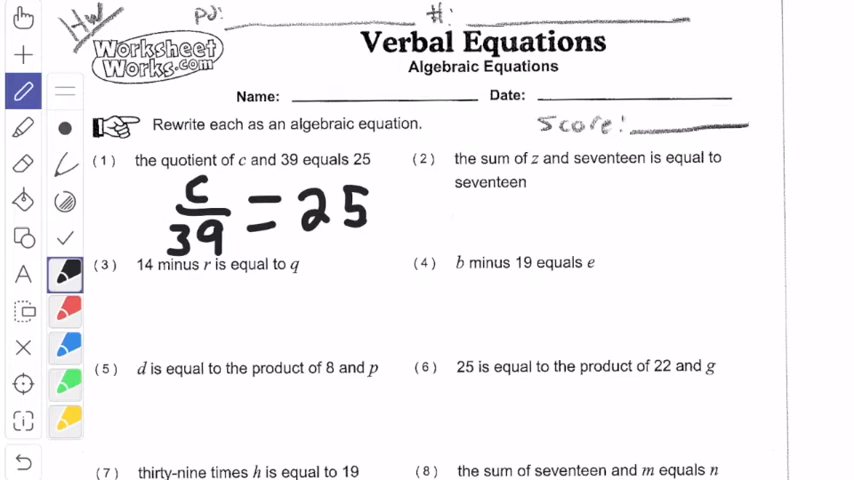 HW
Pd: #:
Worksheet
Works.com
Verbal Equations
Algebraic Equations
Name: Date:
Rewrite each as an algebraic equation.
Score:
(1) the quotient of c and 39 equals 25
c/39 = 25
(2) the sum of z and seventeen is equal to
seventeen
(3) 14 minus r is equal to q
(4) b minus 19 equals e
(5) d is equal to the product of 8 and p
(6) 25 is equal to the product of 22 and g
(7) thirty-nine times h is equal to 19
(8) the sum of seventeen and m equals n
A